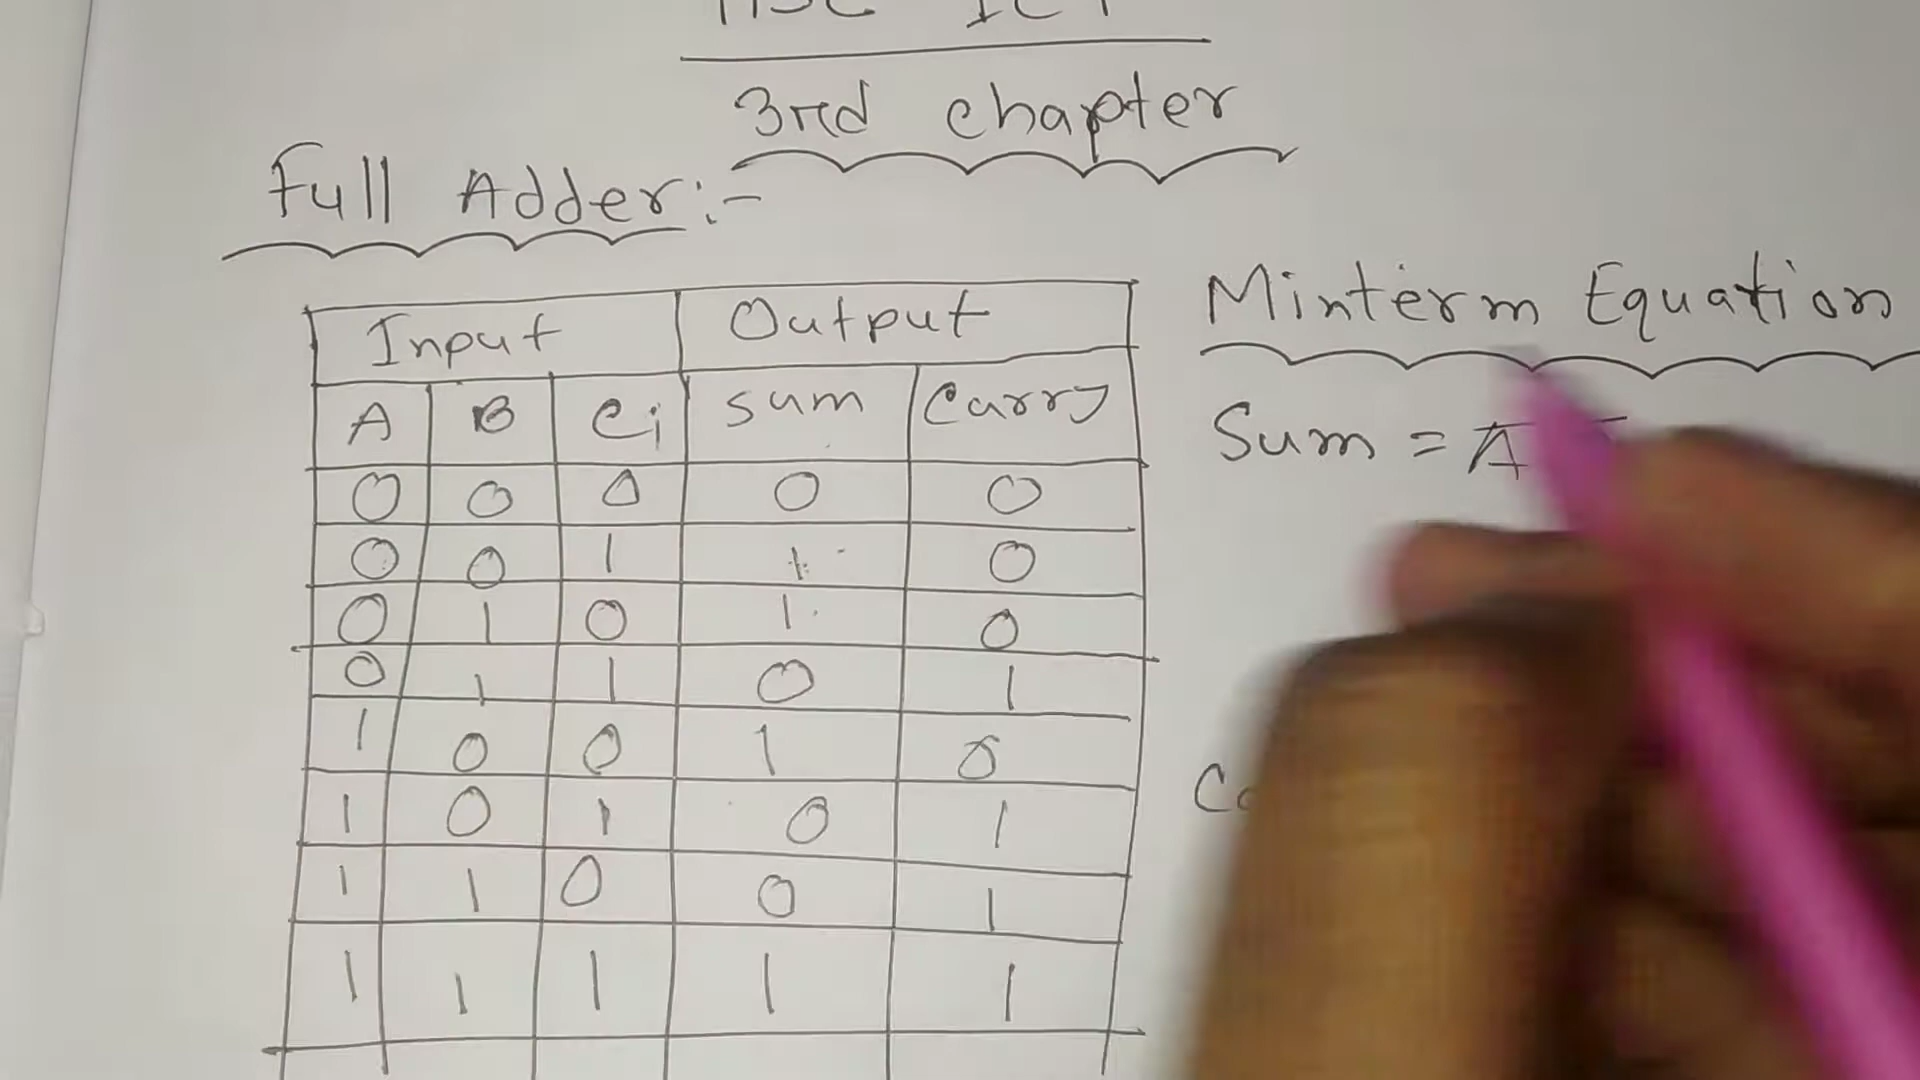 3rd chapter
Full Adder:-
Input Output
A B Ci sum Carry
0 0 0 0 0
0 0 1 1 0
0 1 0 1 0
0 1 1 0 1
1 0 0 1 0
1 0 1 0 1
1 1 0 0 1
1 1 1 1 1
Minterm Equation
Sum = A̅